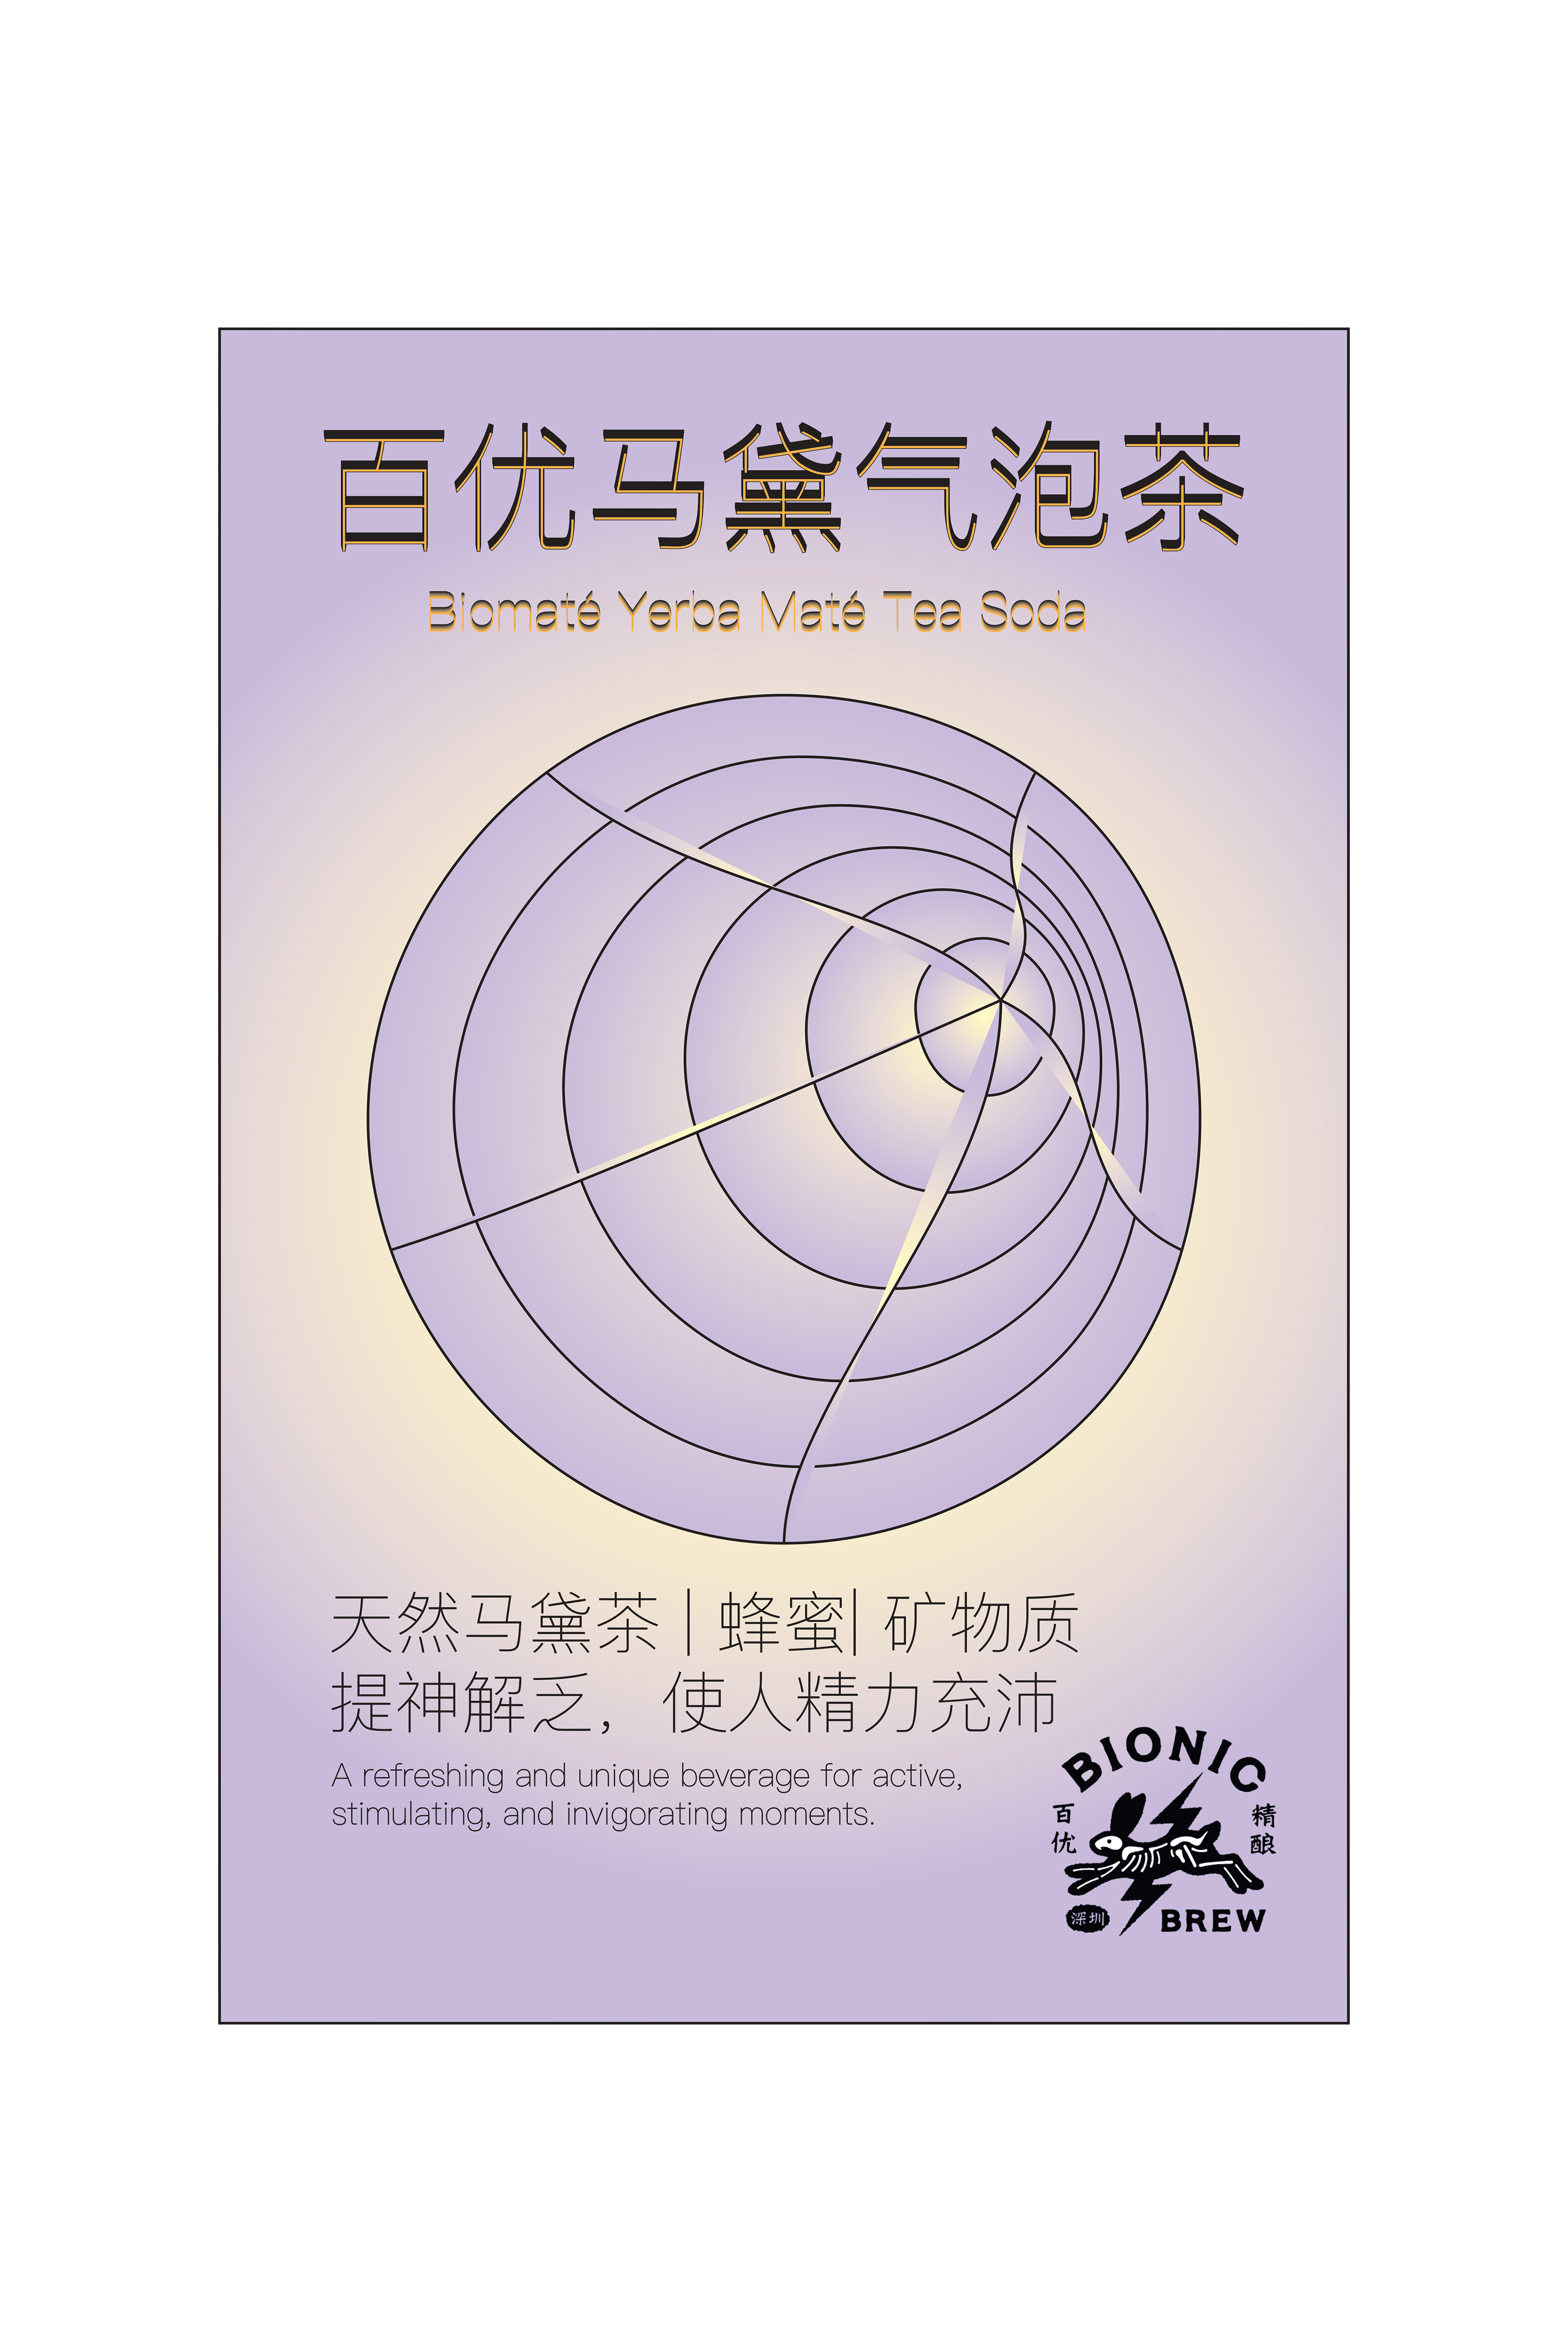 百优马黛气泡茶
Biomaté Yerba Maté Tea Soda
天然马黛茶 | 蜂蜜| 矿物质
提神解乏，使人精力充沛
A refreshing and unique beverage for active,
stimulating, and invigorating moments.
BIONIC
百优
精酿
深圳
BREW